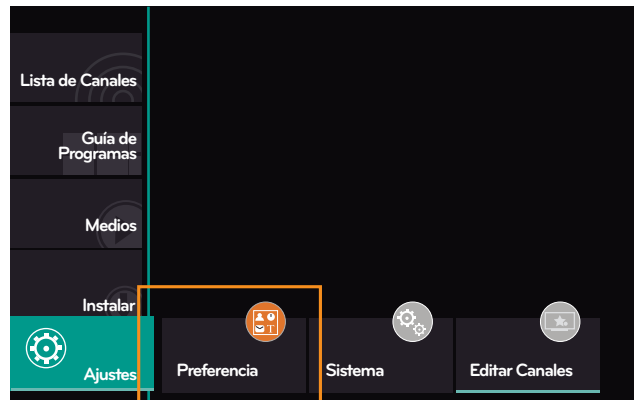 Lista de Canales
Guía de
Programas
Medios
Instalar
Ajustes
Preferencia
Sistema
Editar Canales